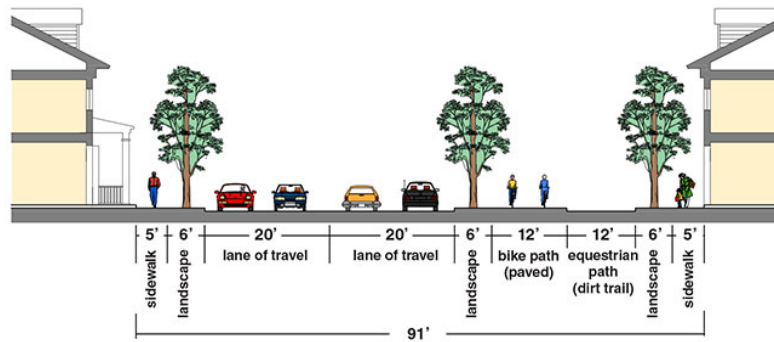 5' 6' 20' 20' 6' 12' 12' 6' 5'
sidewalk
landscape
lane of travel
lane of travel
landscape
bike path
(paved)
equestrian
path
(dirt trail)
landscape
sidewalk
91'